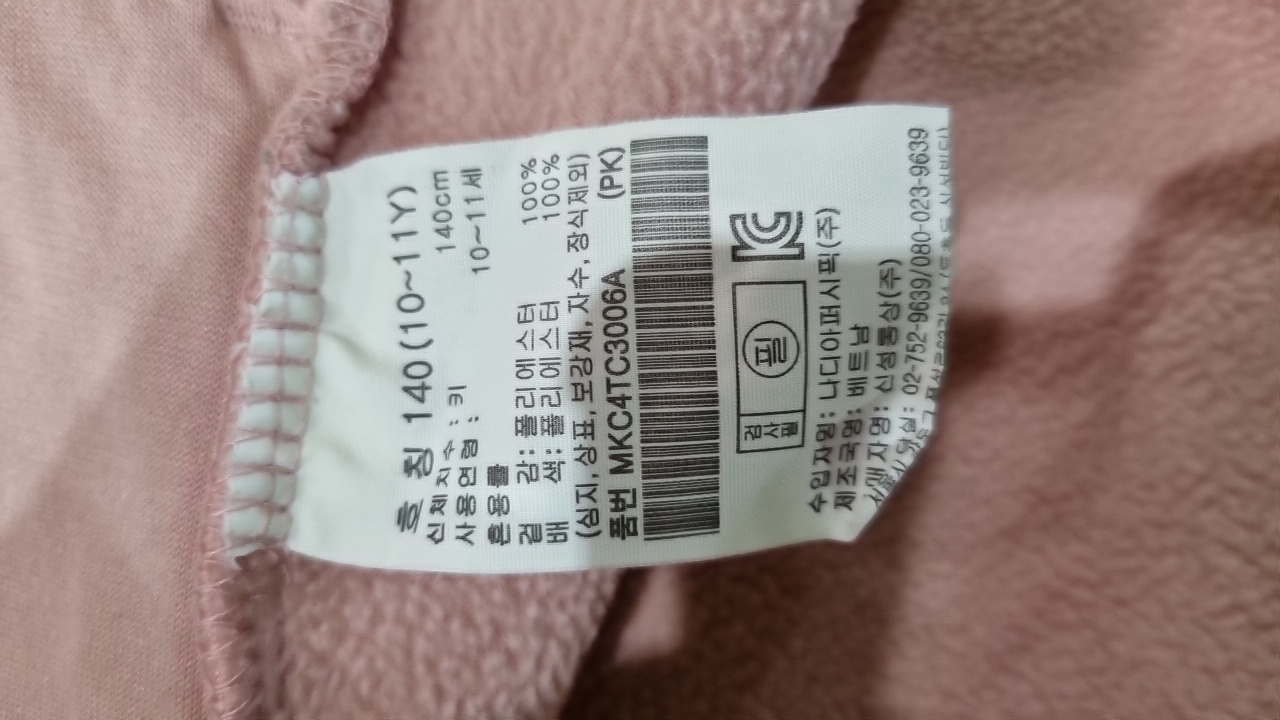 호 칭 140(10~11Y)
신체치수 : 키 140cm
사용연령 : 10~11세
혼용률
겉 감: 폴리에스터 100%
배 색: 폴리에스터 100%
(심지, 상표, 보강재, 자수, 장식제외)
품번 MKC4TC3006A (PK)
검사필 필
수입자명: 나디아퍼시픽(주)
제조국명: 베트남
자명: 신성통상(주)
02-752-9639/080-023-9639